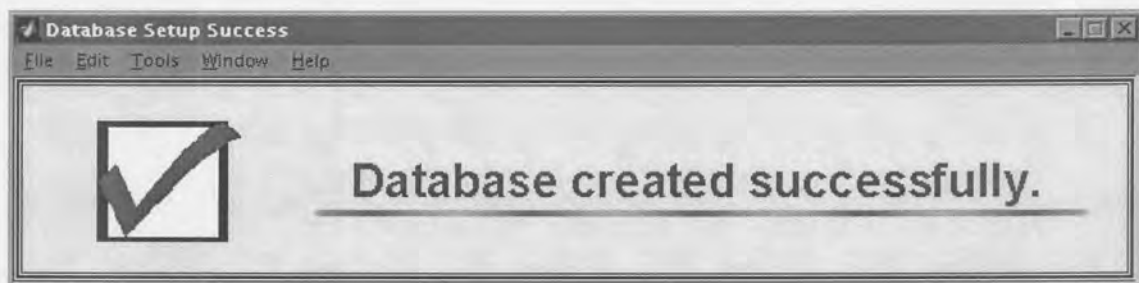 Database Setup Success
File Edit Tools Window Help
Database created successfully.